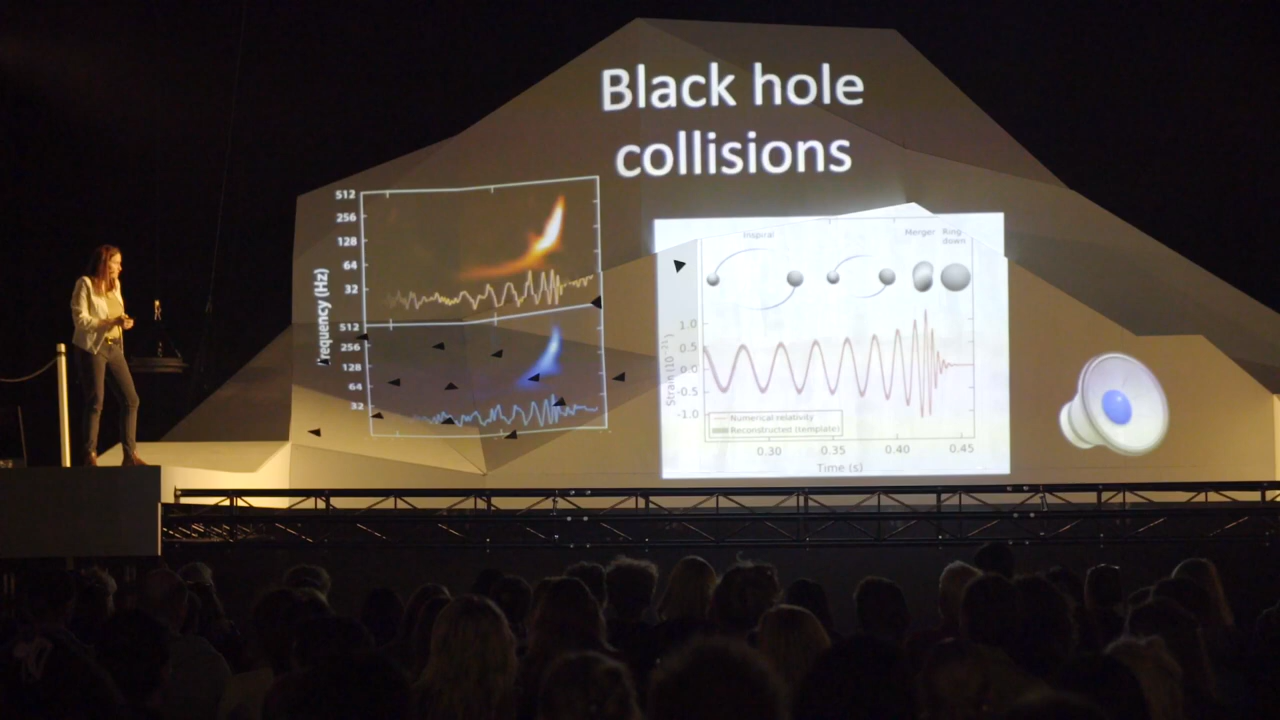 Black hole
collisions
512
256
128
64
32
Frequency (Hz)
512
256
128
64
32
Inspiral
Merger
Ring
down
1.0
0.5
0.0
-0.5
-1.0
Strain (10⁻²¹)
Numerical relativity
Reconstructed (template)
0.30 0.35 0.40 0.45
Time (s)